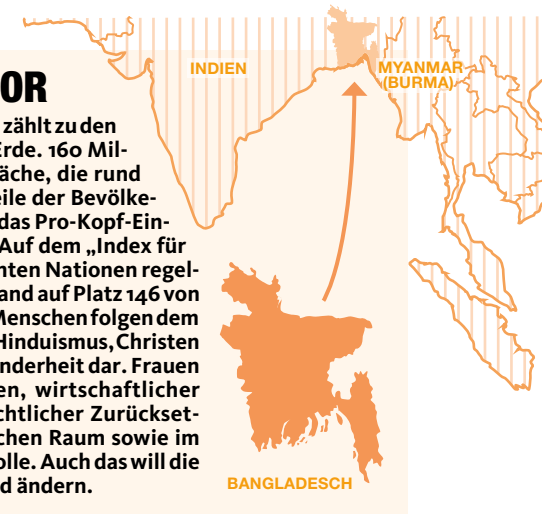 OR
zählt zu den
Erde. 160 Mil-
äche, die rund
eile der Bevölke-
das Pro-Kopf-Ein-
Auf dem „Index für
nten Nationen regel-
and auf Platz 146 von
Menschen folgen dem
Hinduismus, Christen
nderheit dar. Frauen
en, wirtschaftlicher
chtlicher Zurückset-
chen Raum sowie im
olle. Auch das will die
d ändern.
INDIEN
MYANMAR
(BURMA)
BANGLADESCH